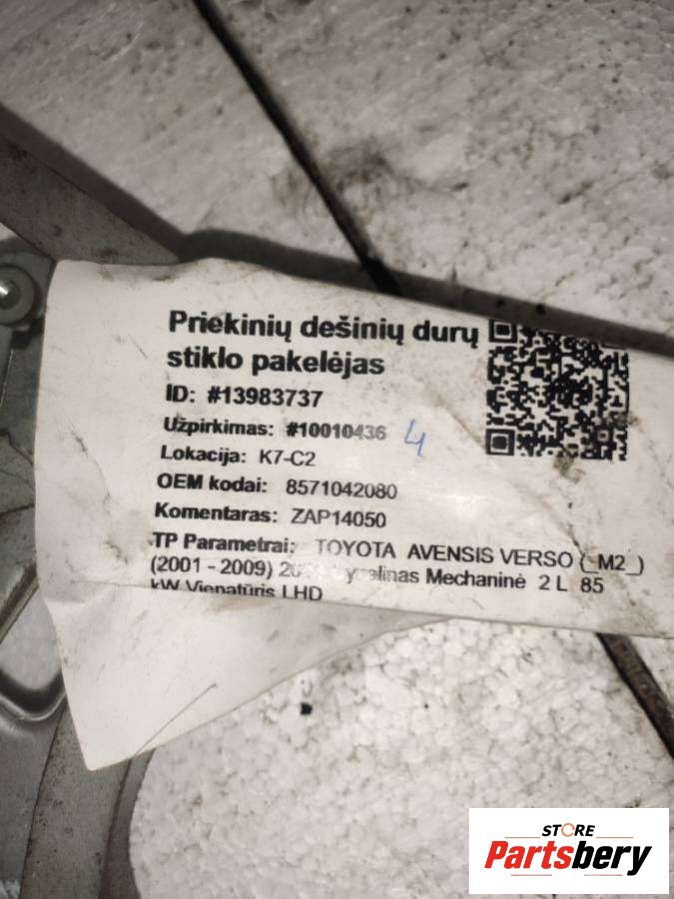 Priekinių dešinių durų
stiklo pakelėjas
ID: #13983737
Užpirkimas: #10010436 4
Lokacija: K7-C2
OEM kodai: 8571042080
Komentaras: ZAP14050
TP Parametrai: TOYOTA AVENSIS VERSO (_M2_)
(2001 - 2009) Mechaninė 2 L 85
kW Vienatūris LHD
STORE
Partsbery